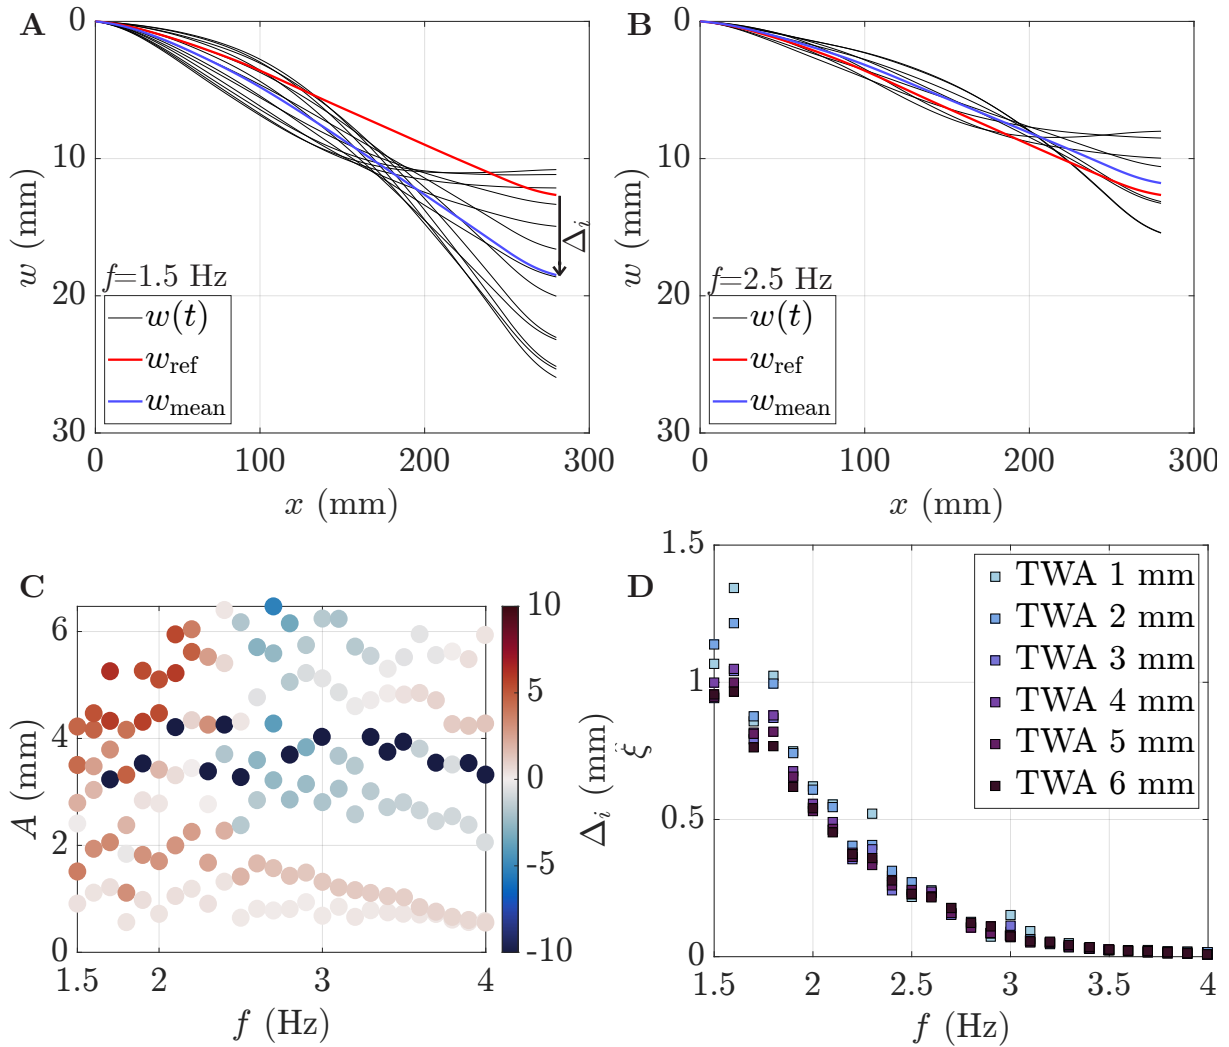 A
0
10
20
30
w (mm)
f=1.5 Hz
w(t)
w_ref
w_mean
Δ_i
0
100
200
300
x (mm)
B
0
10
20
30
w (mm)
f=2.5 Hz
w(t)
w_ref
w_mean
0
100
200
300
x (mm)
C
6
4
2
0
A (mm)
1.5
2
3
4
f (Hz)
10
5
0
-5
-10
Δ_i (mm)
D
1.5
1
0.5
0
ξ
TWA 1 mm
TWA 2 mm
TWA 3 mm
TWA 4 mm
TWA 5 mm
TWA 6 mm
1.5
2
2.5
3
3.5
4
f (Hz)